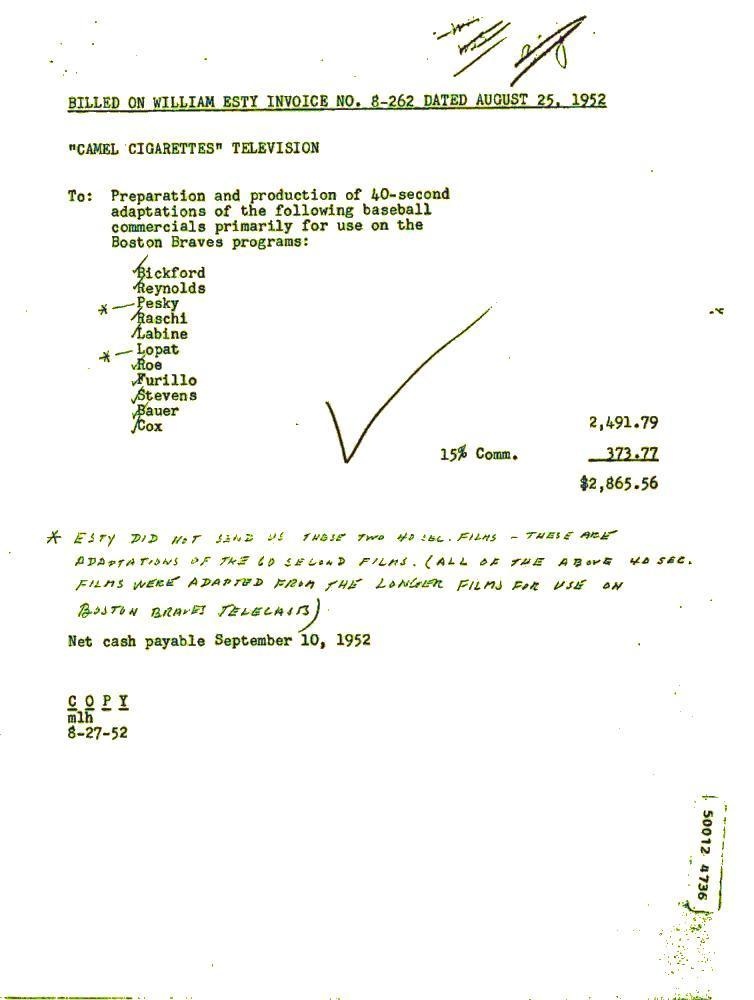 BILLED ON WILLIAM ESTY INVOICE NO. 8-262 DATED AUGUST 25, 1952
"CAMEL CIGARETTES" TELEVISION
To: Preparation and production of 40-second
adaptations of the following baseball
commercials primarily for use on the
Boston Braves programs:
Bickford
Reynolds
* — Pesky
Raschi
Labine
* — Lopat
Roe
Furillo
Stevens
Bauer
Cox
2,491.79
15% Comm. 373.77
$2,865.56
* ESTY DID NOT SEND US THESE TWO 40 SEC. FILMS - THESE ARE
ADAPTATIONS OF THE 60 SECOND FILMS. (ALL OF THE ABOVE 40 SEC.
FILMS WERE ADAPTED FROM THE LONGER FILMS FOR USE ON
BOSTON BRAVES TELECASTS)
Net cash payable September 10, 1952
C O P Y
mlh
8-27-52
50012 4736